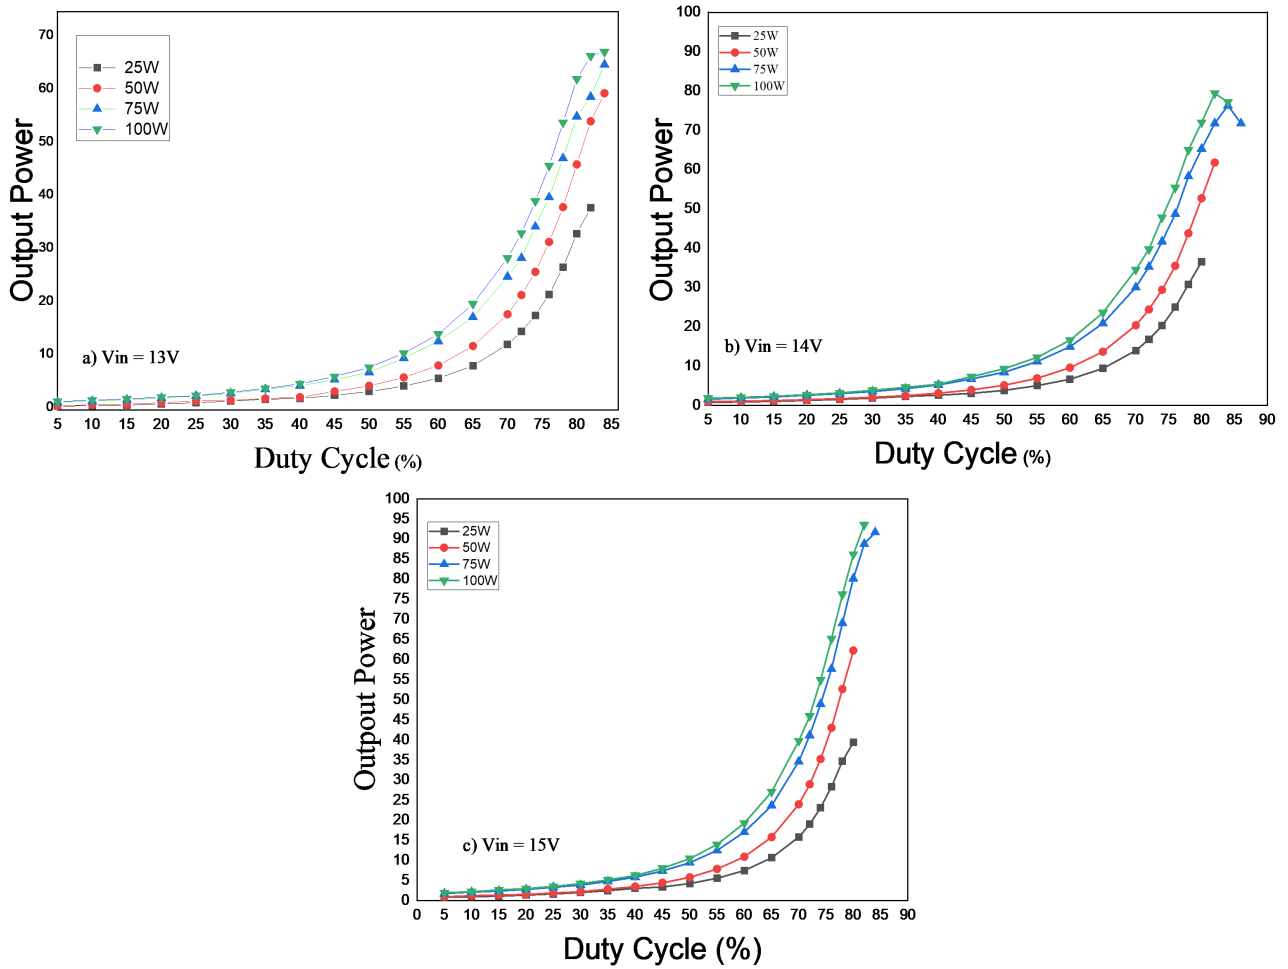 70
60
50
40
30
20
10
0
Output Power
25W
50W
75W
100W
a) Vin = 13V
5 10 15 20 25 30 35 40 45 50 55 60 65 70 75 80 85
Duty Cycle (%)
100
90
80
70
60
50
40
30
20
10
0
Output Power
25W
50W
75W
100W
b) Vin = 14V
5 10 15 20 25 30 35 40 45 50 55 60 65 70 75 80 85 90
Duty Cycle (%)
100
95
90
85
80
75
70
65
60
55
50
45
40
35
30
25
20
15
10
5
0
Outpout Power
25W
50W
75W
100W
c) Vin = 15V
0 5 10 15 20 25 30 35 40 45 50 55 60 65 70 75 80 85 90
Duty Cycle (%)